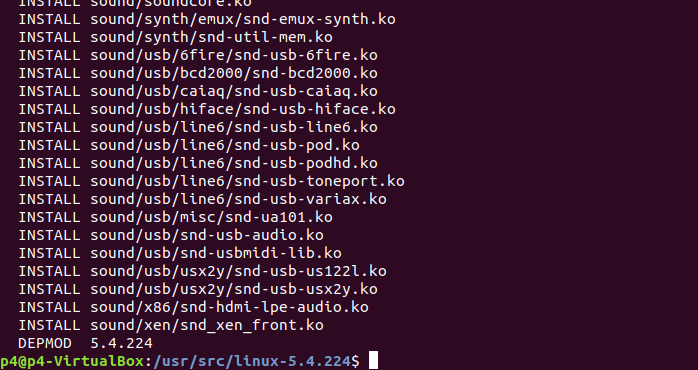 INSTALL sound/soundcore.ko
INSTALL sound/synth/emux/snd-emux-synth.ko
INSTALL sound/synth/snd-util-mem.ko
INSTALL sound/usb/6fire/snd-usb-6fire.ko
INSTALL sound/usb/bcd2000/snd-bcd2000.ko
INSTALL sound/usb/caiaq/snd-usb-caiaq.ko
INSTALL sound/usb/hiface/snd-usb-hiface.ko
INSTALL sound/usb/line6/snd-usb-line6.ko
INSTALL sound/usb/line6/snd-usb-pod.ko
INSTALL sound/usb/line6/snd-usb-podhd.ko
INSTALL sound/usb/line6/snd-usb-toneport.ko
INSTALL sound/usb/line6/snd-usb-variax.ko
INSTALL sound/usb/misc/snd-ua101.ko
INSTALL sound/usb/snd-usb-audio.ko
INSTALL sound/usb/snd-usbmidi-lib.ko
INSTALL sound/usb/usx2y/snd-usb-us122l.ko
INSTALL sound/usb/usx2y/snd-usb-usx2y.ko
INSTALL sound/x86/snd-hdmi-lpe-audio.ko
INSTALL sound/xen/snd_xen_front.ko
DEPMOD  5.4.224
p4@p4-VirtualBox:/usr/src/linux-5.4.224$